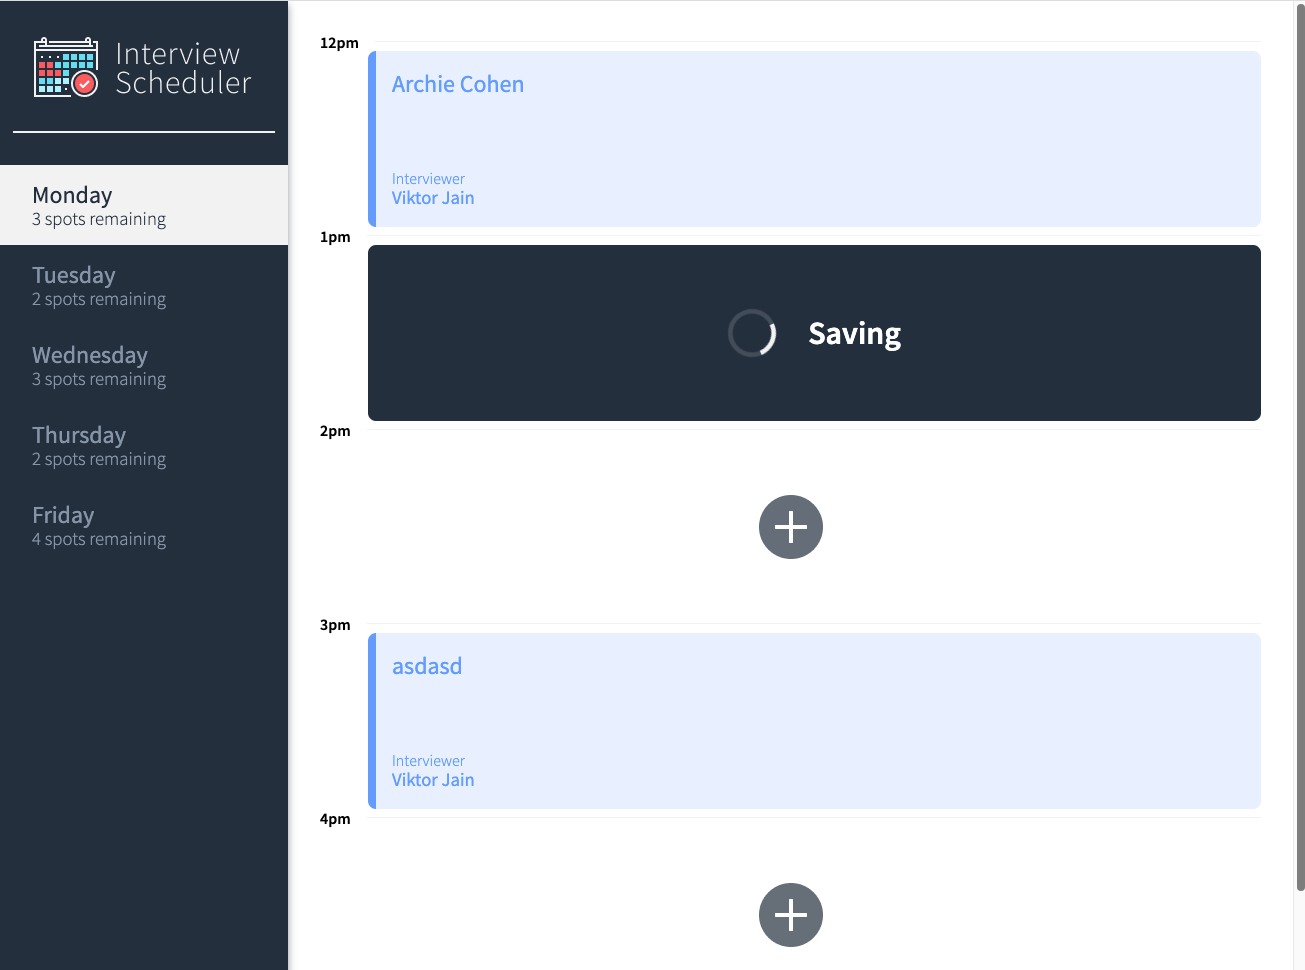 Interview
Scheduler
Monday
3 spots remaining
Tuesday
2 spots remaining
Wednesday
3 spots remaining
Thursday
2 spots remaining
Friday
4 spots remaining
12pm
Archie Cohen
Interviewer
Viktor Jain
1pm
Saving
2pm
3pm
asdasd
Interviewer
Viktor Jain
4pm